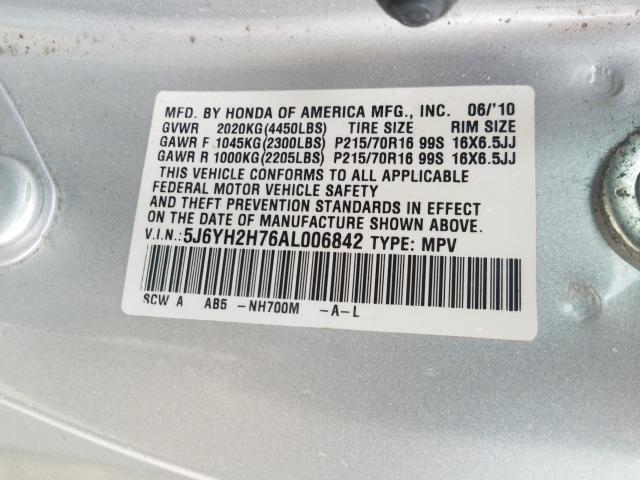 MFD. BY HONDA OF AMERICA MFG., INC. 06/'10
GVWR 2020KG(4450LBS) TIRE SIZE RIM SIZE
GAWR F 1045KG(2300LBS) P215/70R16 99S 16X6.5JJ
GAWR R 1000KG(2205LBS) P215/70R16 99S 16X6.5JJ
THIS VEHICLE CONFORMS TO ALL APPLICABLE
FEDERAL MOTOR VEHICLE SAFETY
AND THEFT PREVENTION STANDARDS IN EFFECT
ON THE DATE OF MANUFACTURE SHOWN ABOVE.
V.I.N.: 5J6YH2H76AL006842 TYPE: MPV
SCW A AB5 -NH700M -A-L